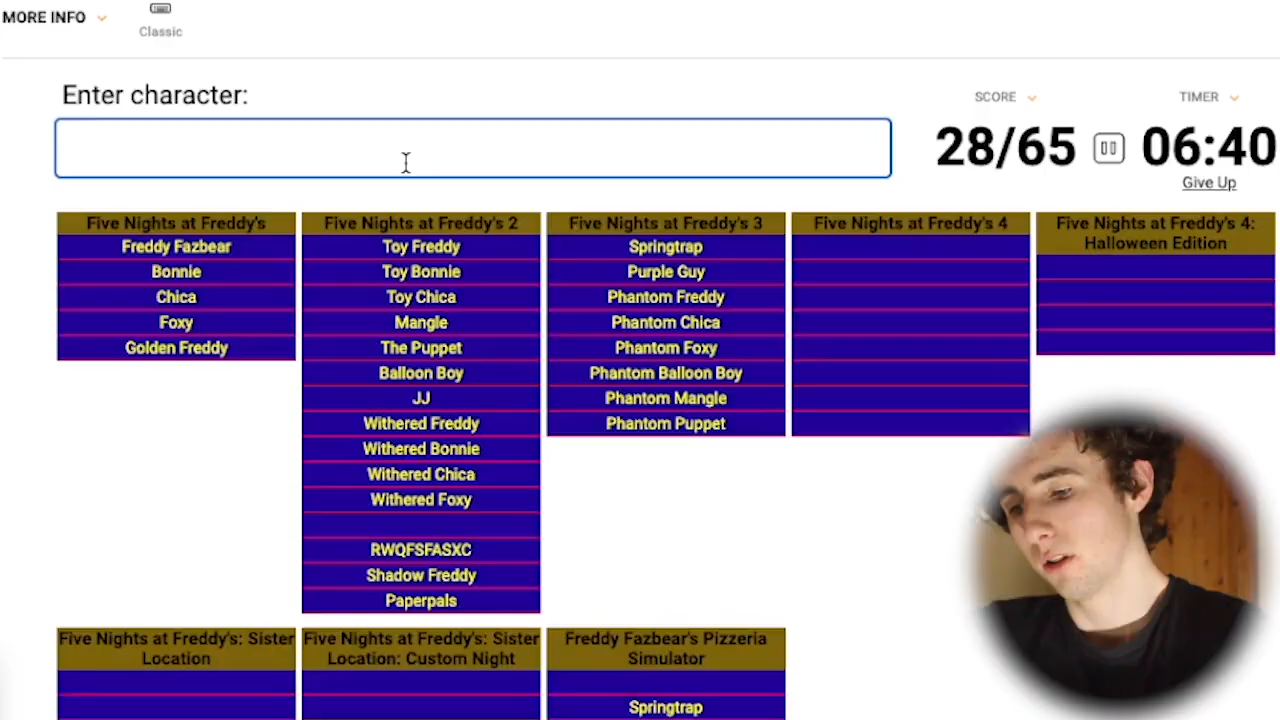 MORE INFO
Classic
Enter character:
SCORE
TIMER
28/65
06:40
Give Up
Five Nights at Freddy's
Freddy Fazbear
Bonnie
Chica
Foxy
Golden Freddy
Five Nights at Freddy's 2
Toy Freddy
Toy Bonnie
Toy Chica
Mangle
The Puppet
Balloon Boy
JJ
Withered Freddy
Withered Bonnie
Withered Chica
Withered Foxy
RWQFSFASXC
Shadow Freddy
Paperpals
Five Nights at Freddy's 3
Springtrap
Purple Guy
Phantom Freddy
Phantom Chica
Phantom Foxy
Phantom Balloon Boy
Phantom Mangle
Phantom Puppet
Five Nights at Freddy's 4
Five Nights at Freddy's 4:
Halloween Edition
Five Nights at Freddy's: Sister
Location
Five Nights at Freddy's: Sister
Location: Custom Night
Freddy Fazbear's Pizzeria
Simulator
Springtrap